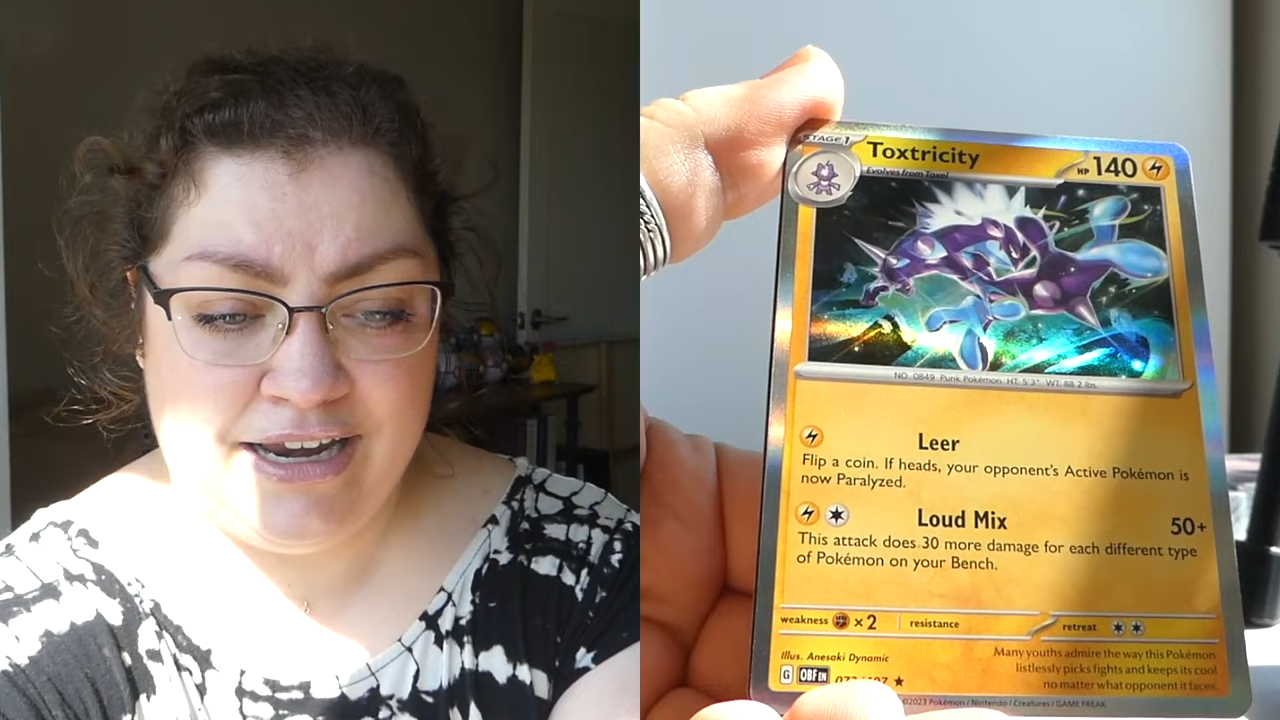 STAGE 1
Toxtricity
HP 140
Evolves from Toxel
NO. 0849 Punk Pokémon HT: 5'3" WT: 88.2 lbs.
Leer
Flip a coin. If heads, your opponent's Active Pokémon is
now Paralyzed.
Loud Mix 50+
This attack does 30 more damage for each different type
of Pokémon on your Bench.
weakness ×2 resistance retreat
Illus. Anesaki Dynamic
Many youths admire the way this Pokémon
listlessly picks fights and keeps its cool
no matter what opponent it faces.
G OBF EN
©2023 Pokémon / Nintendo / Creatures / GAME FREAK